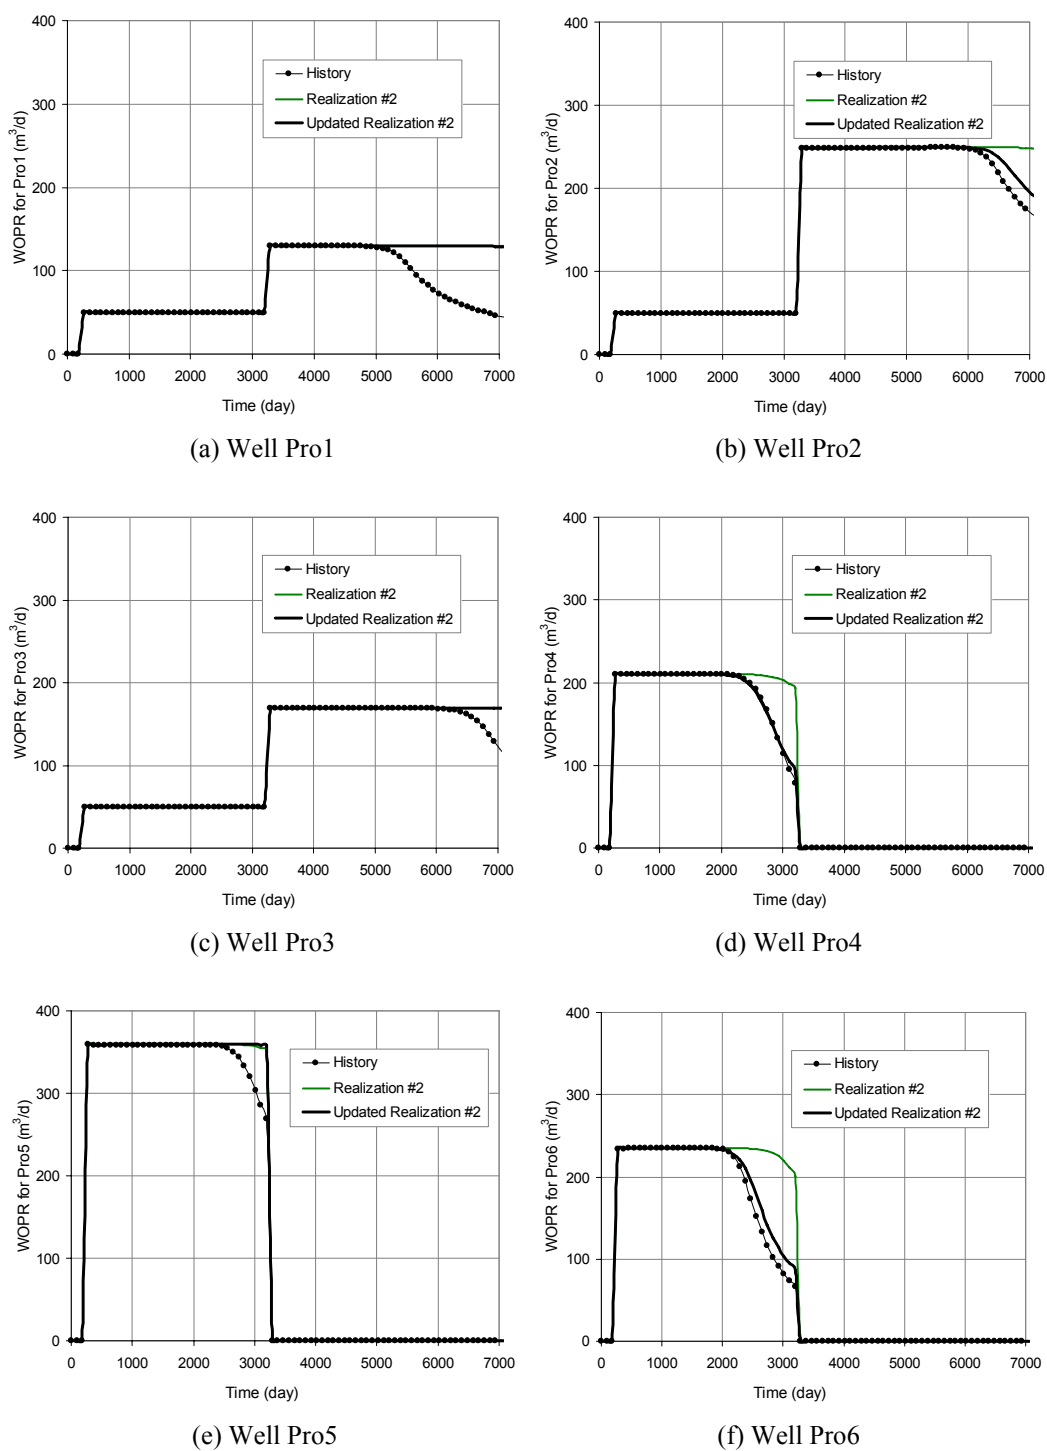 400
300
200
100
0
WOPR for Pro1 (m³/d)
History
Realization #2
Updated Realization #2
0 1000 2000 3000 4000 5000 6000 7000
Time (day)
(a) Well Pro1
400
300
200
100
0
WOPR for Pro2 (m³/d)
History
Realization #2
Updated Realization #2
0 1000 2000 3000 4000 5000 6000 7000
Time (day)
(b) Well Pro2
400
300
200
100
0
WOPR for Pro3 (m³/d)
History
Realization #2
Updated Realization #2
0 1000 2000 3000 4000 5000 6000 7000
Time (day)
(c) Well Pro3
400
300
200
100
0
WOPR for Pro4 (m³/d)
History
Realization #2
Updated Realization #2
0 1000 2000 3000 4000 5000 6000 7000
Time (day)
(d) Well Pro4
400
300
200
100
0
WOPR for Pro5 (m³/d)
History
Realization #2
Updated Realization #2
0 1000 2000 3000 4000 5000 6000 7000
Time (day)
(e) Well Pro5
400
300
200
100
0
WOPR for Pro6 (m³/d)
History
Realization #2
Updated Realization #2
0 1000 2000 3000 4000 5000 6000 7000
Time (day)
(f) Well Pro6